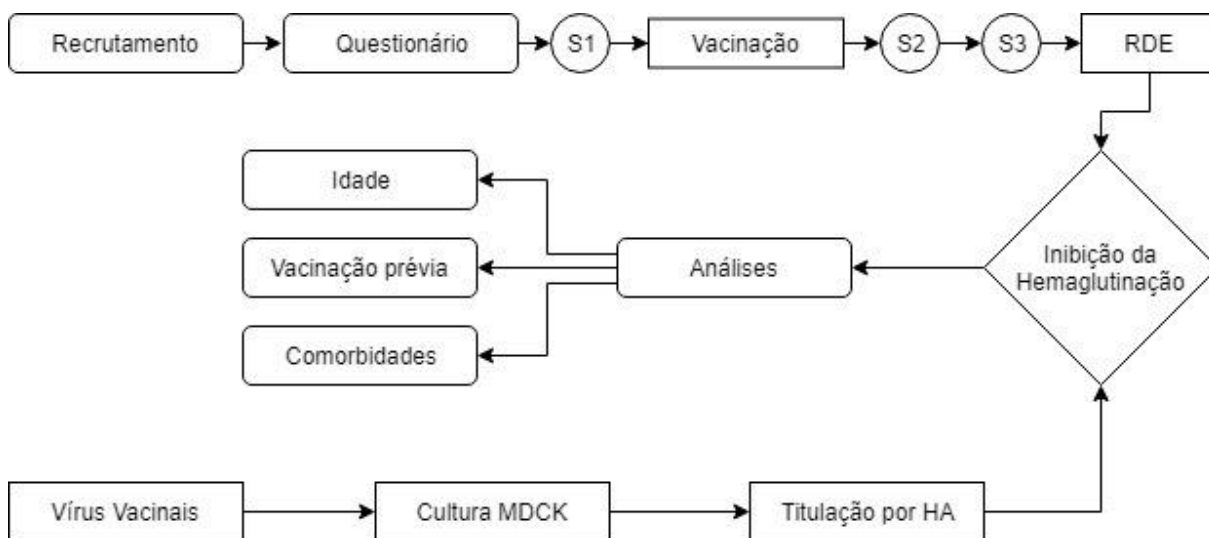 Recrutamento
Questionário
S1
Vacinação
S2
S3
RDE
Idade
Vacinação prévia
Comorbidades
Análises
Inibição da
Hemaglutinação
Vírus Vacinais
Cultura MDCK
Titulação por HA